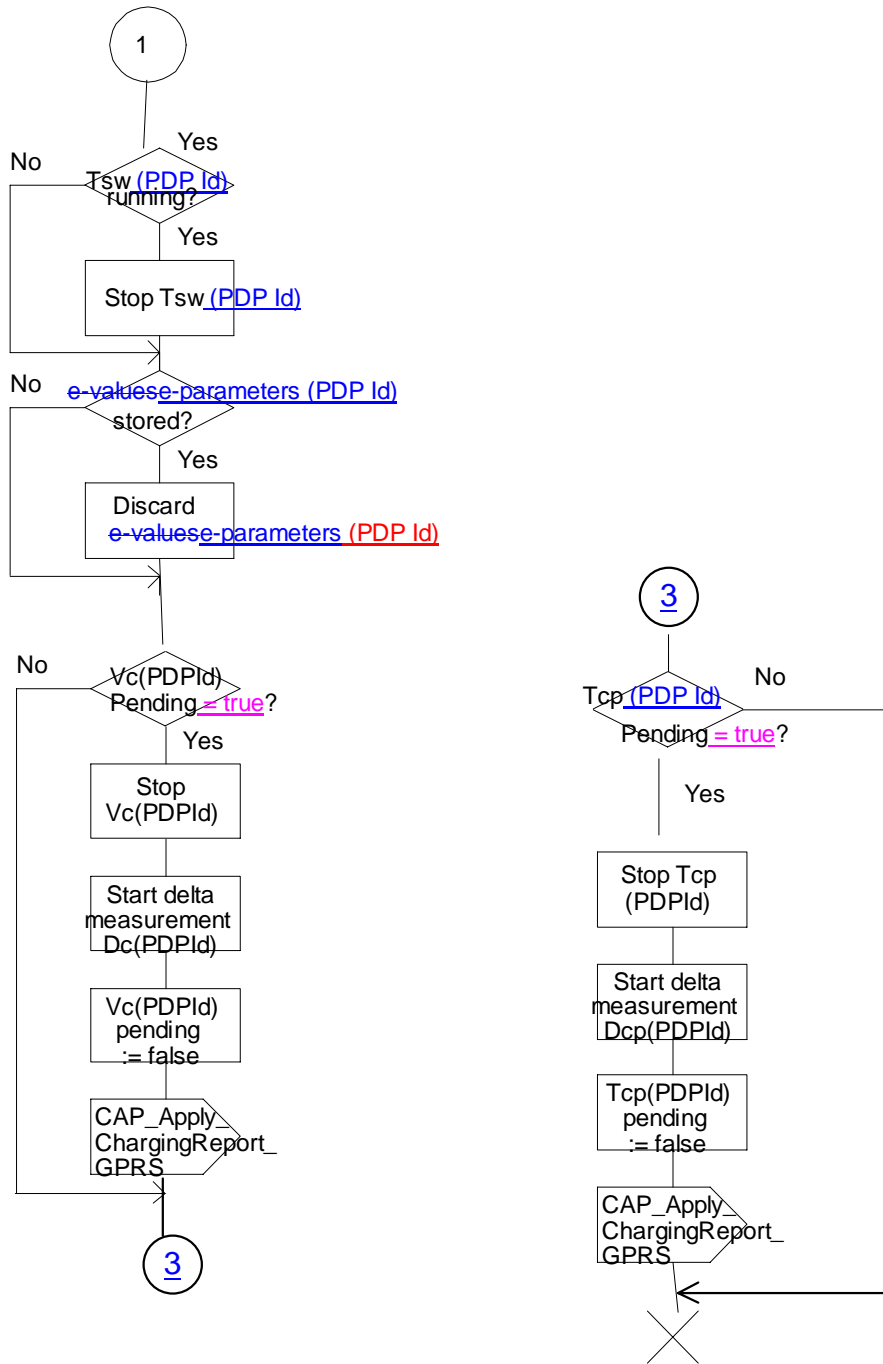 1
Yes
No
Tsw (PDP Id)
running?
Yes
Stop Tsw (PDP Id)
No
e-valuese-parameters (PDP Id)
stored?
Yes
Discard
e-valuese-parameters (PDP Id)
No
Vc(PDPId)
Pending = true?
Yes
Stop
Vc(PDPId)
Start delta
measurement
Dc(PDPId)
Vc(PDPId)
pending
:= false
CAP_Apply_
ChargingReport_
GPRS
3
3
No
Tcp (PDP Id)
Pending = true?
Yes
Stop Tcp
(PDPId)
Start delta
measurement
Dcp(PDPId)
Tcp(PDPId)
pending
:= false
CAP_Apply_
ChargingReport_
GPRS